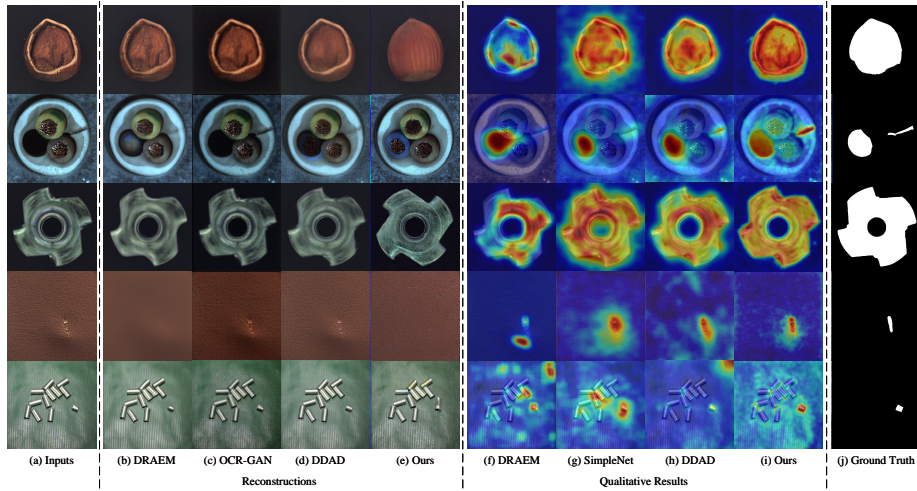 (a) Inputs (b) DRAEM (c) OCR-GAN (d) DDAD (e) Ours (f) DRAEM (g) SimpleNet (h) DDAD (i) Ours (j) Ground Truth
Reconstructions Qualitative Results